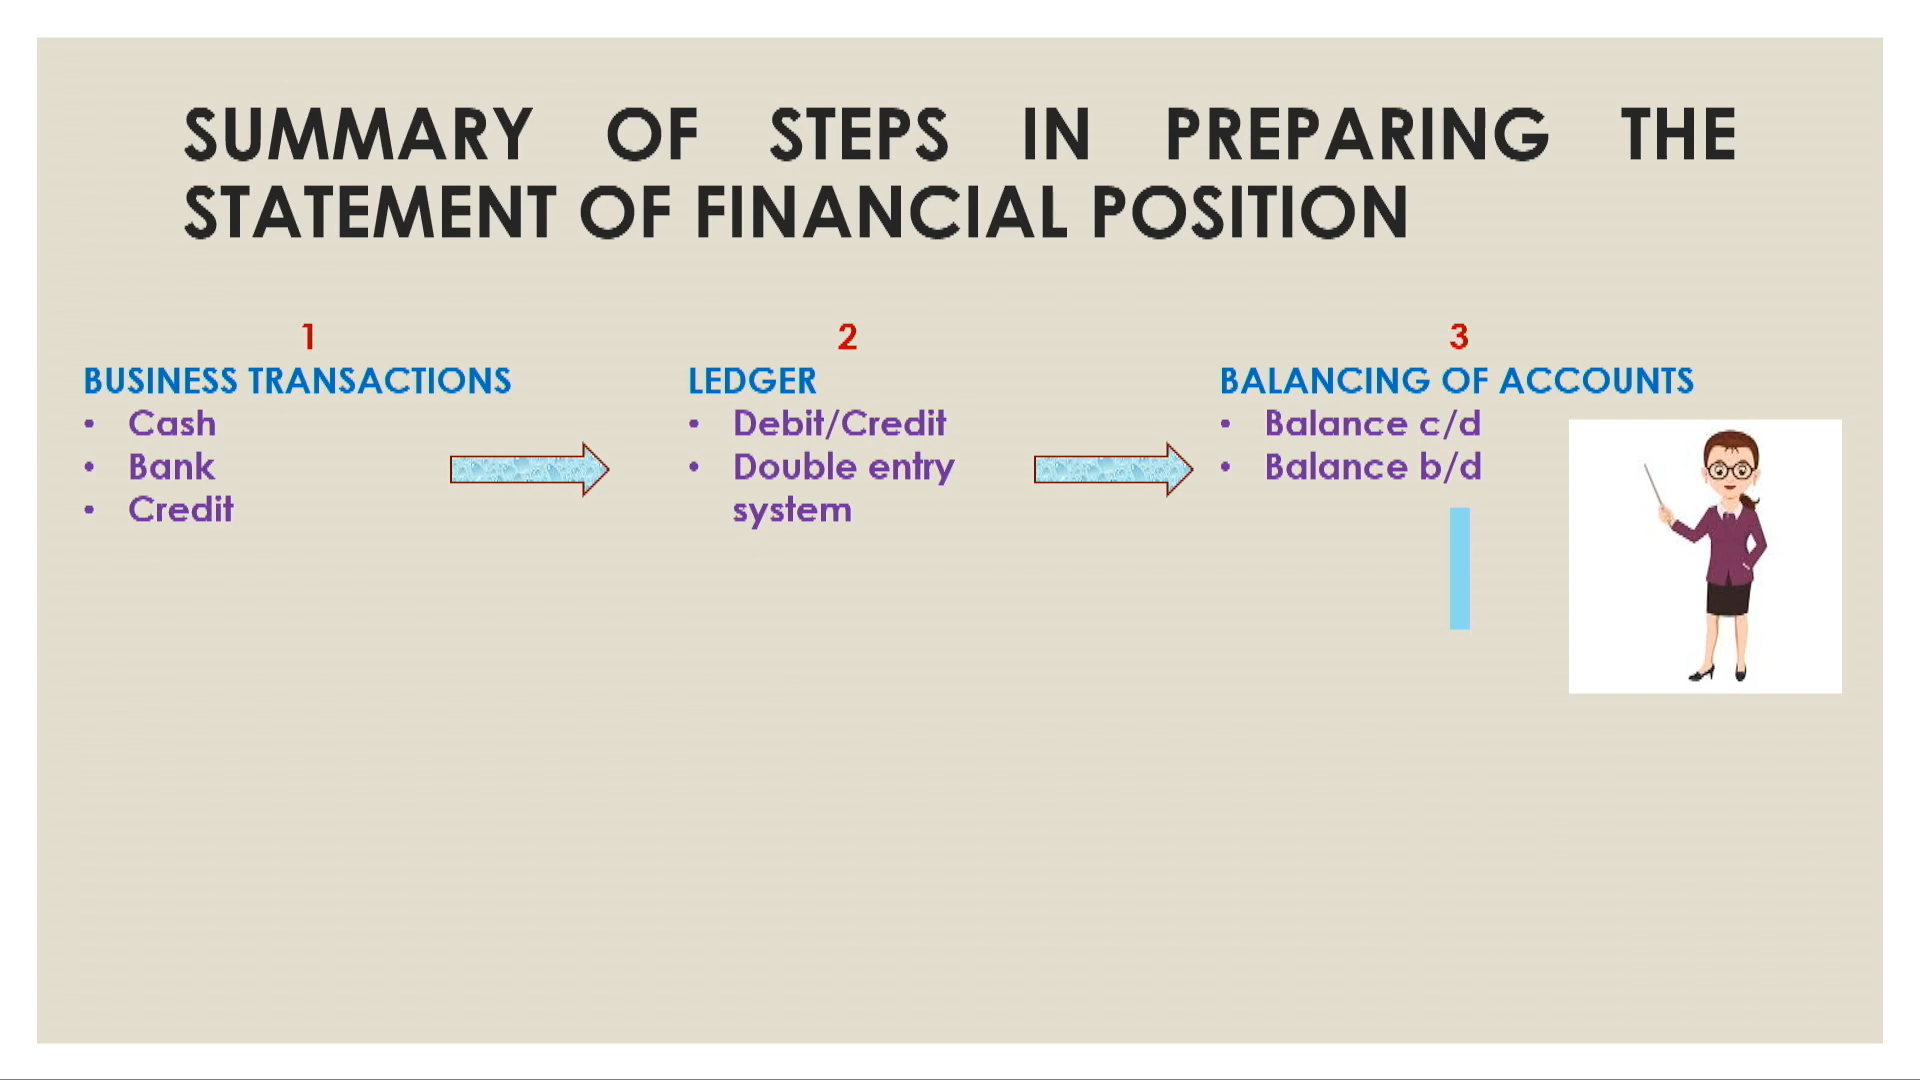 SUMMARY OF STEPS IN PREPARING THE
STATEMENT OF FINANCIAL POSITION
1
BUSINESS TRANSACTIONS
• Cash
• Bank
• Credit
2
LEDGER
• Debit/Credit
• Double entry
system
3
BALANCING OF ACCOUNTS
• Balance c/d
• Balance b/d